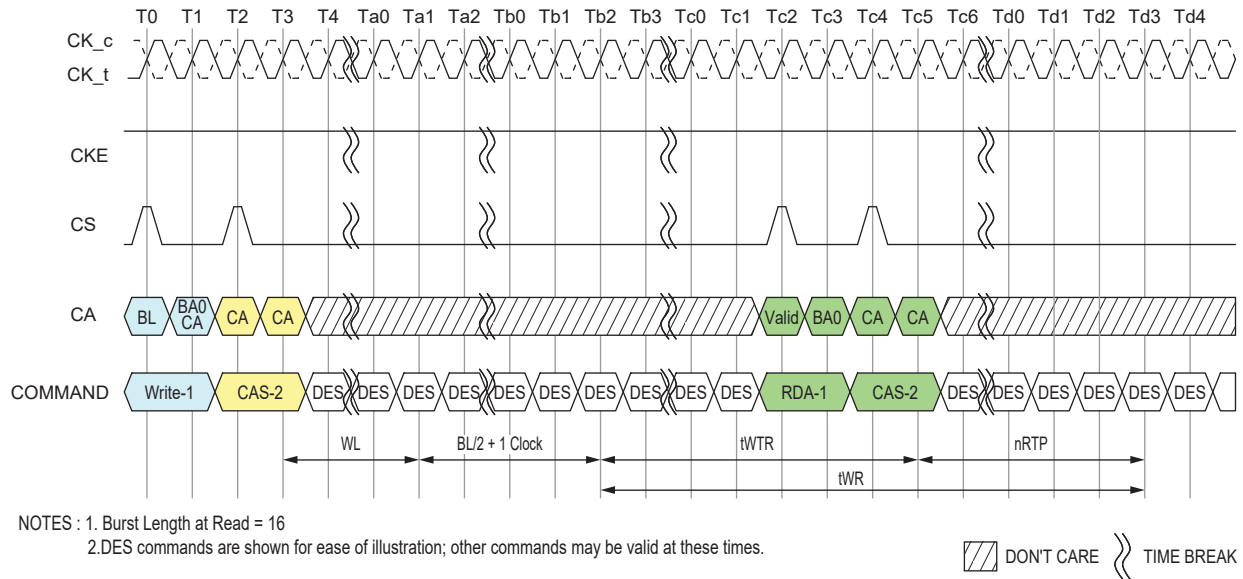 T0 T1 T2 T3 T4 Ta0 Ta1 Ta2 Tb0 Tb1 Tb2 Tb3 Tc0 Tc1 Tc2 Tc3 Tc4 Tc5 Tc6 Td0 Td1 Td2 Td3 Td4
CK_c
CK_t
CKE
CS
CA BL BA0 CA CA CA Valid BA0 CA CA
COMMAND Write-1 CAS-2 DES DES DES DES DES DES DES DES DES DES RDA-1 CAS-2 DES DES DES DES DES DES
WL BL/2 + 1 Clock tWTR nRTP
tWR
NOTES : 1. Burst Length at Read = 16
2.DES commands are shown for ease of illustration; other commands may be valid at these times.
DON'T CARE TIME BREAK